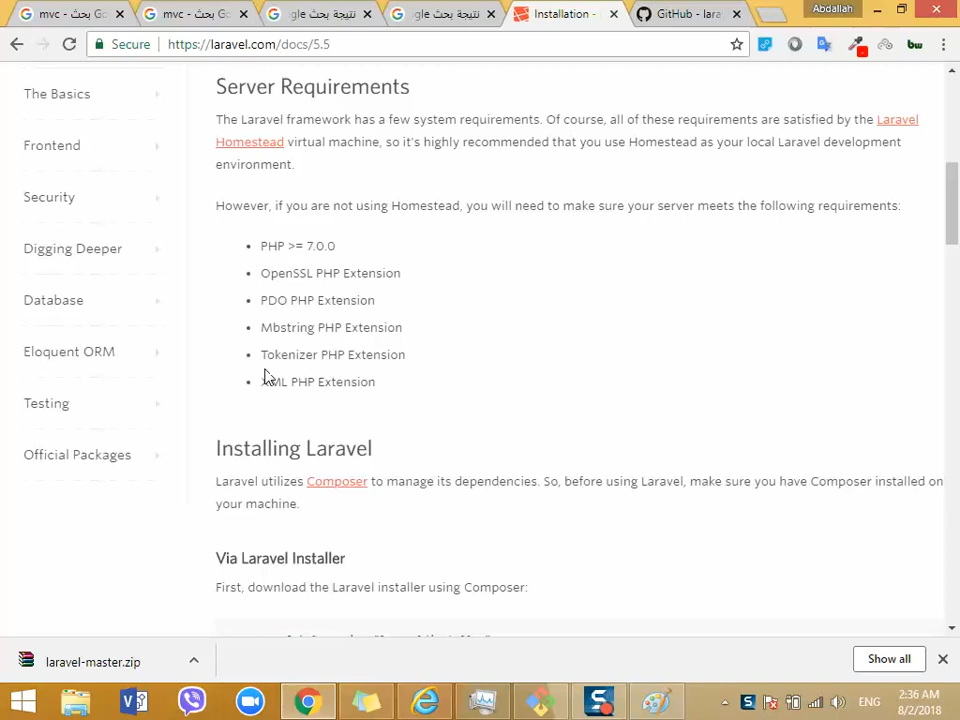 mvc - بحث Go
mvc - بحث Go
نتيجة بحث gle
نتيجة بحث gle
Installation -
GitHub - lara
Abdallah
Secure
https://laravel.com/docs/5.5
bw
The Basics
Frontend
Security
Digging Deeper
Database
Eloquent ORM
Testing
Official Packages
Server Requirements
The Laravel framework has a few system requirements. Of course, all of these requirements are satisfied by the Laravel
Homestead virtual machine, so it's highly recommended that you use Homestead as your local Laravel development
environment.
However, if you are not using Homestead, you will need to make sure your server meets the following requirements:
• PHP >= 7.0.0
• OpenSSL PHP Extension
• PDO PHP Extension
• Mbstring PHP Extension
• Tokenizer PHP Extension
• XML PHP Extension
Installing Laravel
Laravel utilizes Composer to manage its dependencies. So, before using Laravel, make sure you have Composer installed on
your machine.
Via Laravel Installer
First, download the Laravel installer using Composer:
laravel-master.zip
Show all
ENG
2:36 AM
8/2/2018